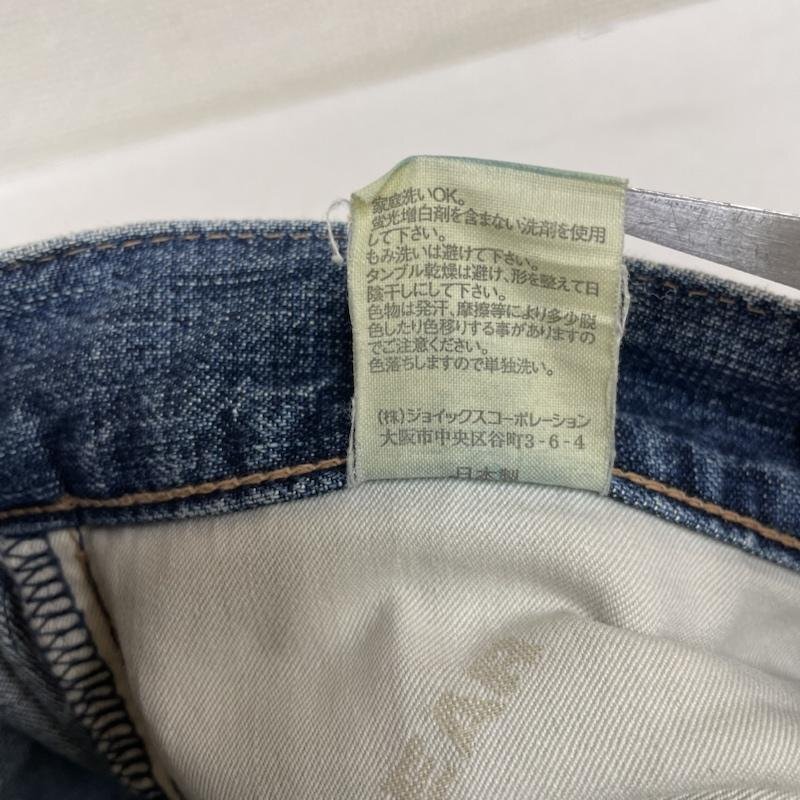 家庭洗いOK。
蛍光増白剤を含まない洗剤を使用
して下さい。
もみ洗いは避けて下さい。
タンブル乾燥は避け、形を整えて日
陰干しにして下さい。
色物は発汗、摩擦等により多少脱
色したり色移りする事がありますの
でご注意ください。
色落ちしますので単独洗い。
(株)ジョイックスコーポレーション
大阪市中央区谷町3-6-4
日本製
EAR